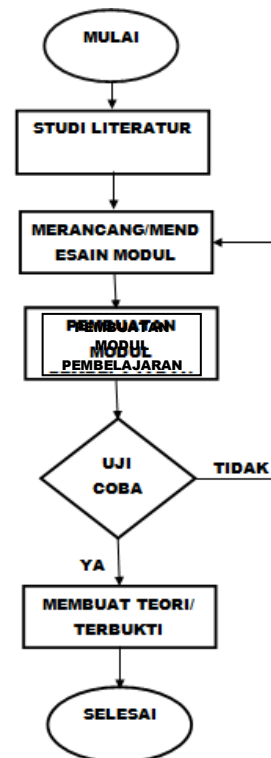 MULAI
STUDI LITERATUR
MERANCANG/MEND
ESAIN MODUL
PEMBUATAN
MODUL
PEMBELAJARAN
UJI
COBA
TIDAK
YA
MEMBUAT TEORI/
TERBUKTI
SELESAI